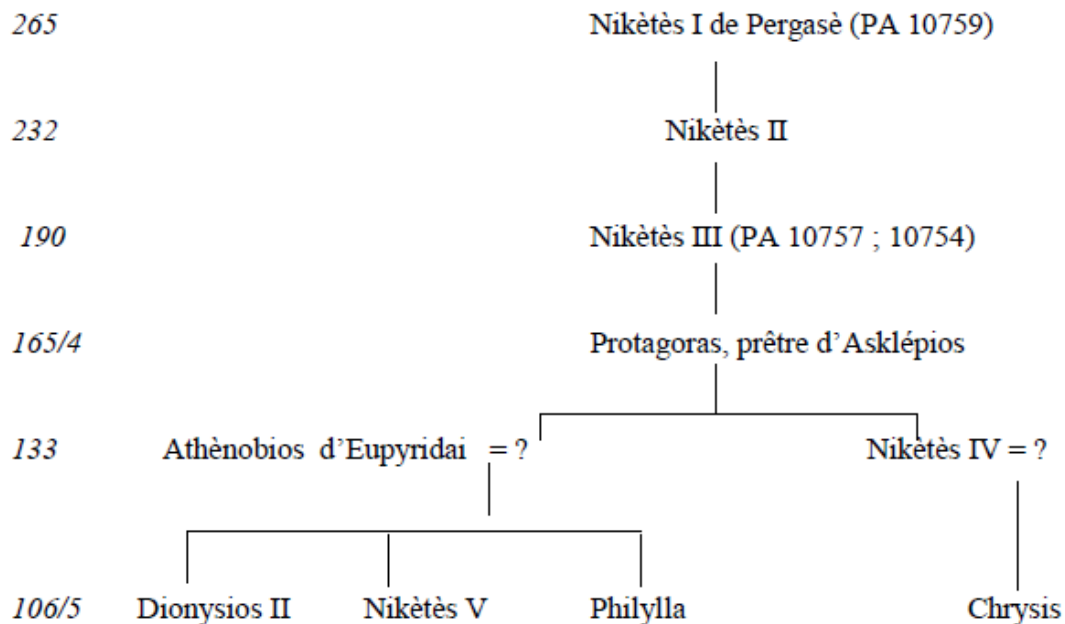 265 Nikètès I de Pergasè (PA 10759)
232 Nikètès II
190 Nikètès III (PA 10757 ; 10754)
165/4 Protagoras, prêtre d’Asklépios
133 Athènobios d’Eupyridai = ? Nikètès IV = ?
106/5 Dionysios II Nikètès V Philylla Chrysis